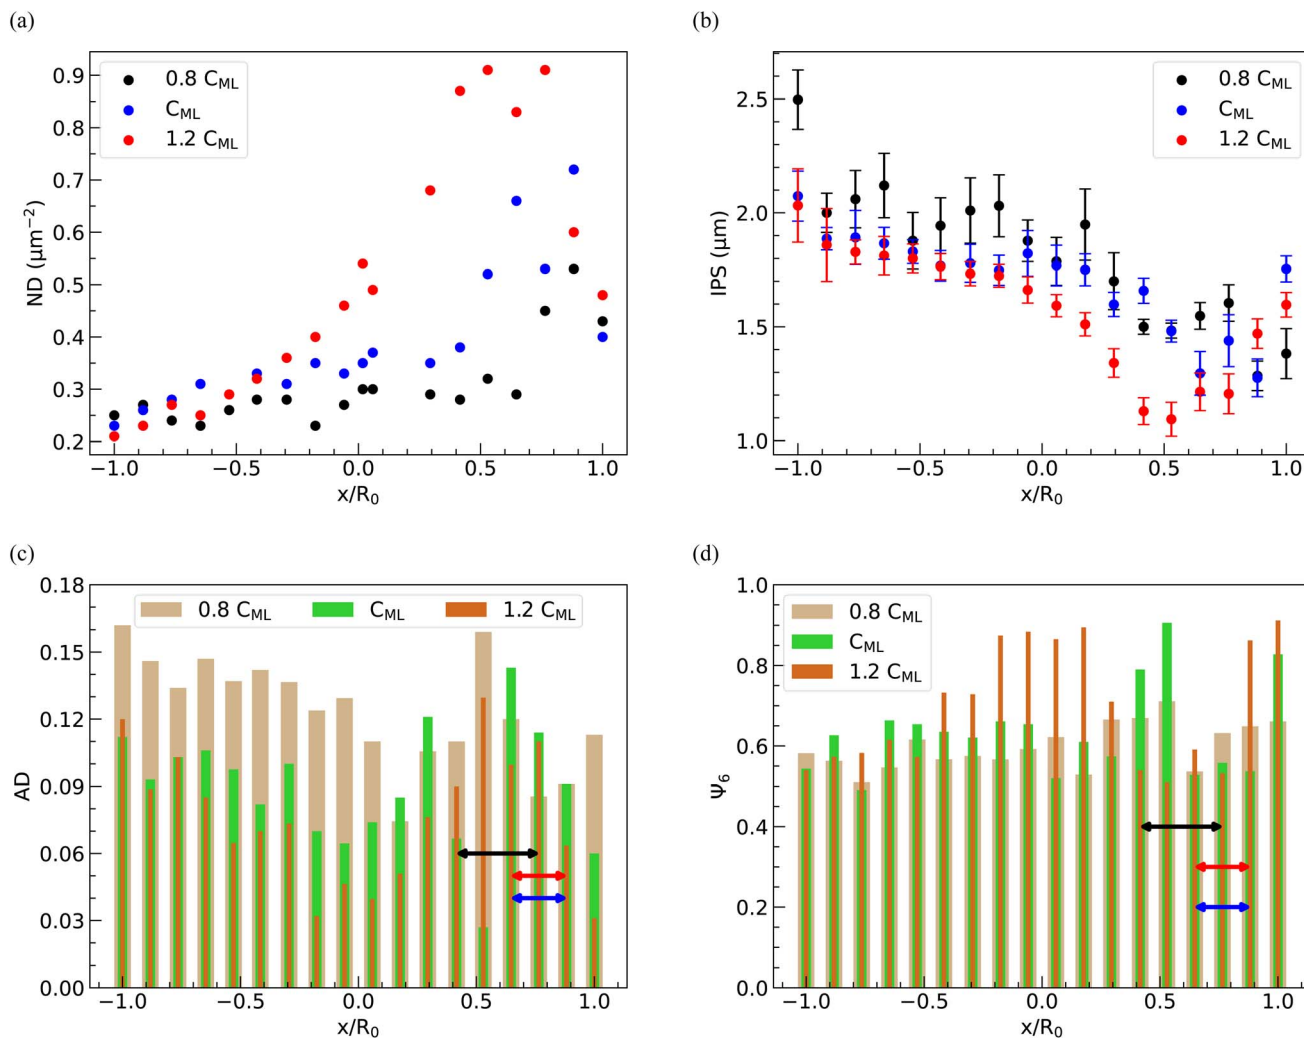 (a)
0.8 C_ML
C_ML
1.2 C_ML
0.9
0.8
0.7
0.6
0.5
0.4
0.3
0.2
ND (μm⁻²)
−1.0 −0.5 0.0 0.5 1.0
x/R₀
(b)
0.8 C_ML
C_ML
1.2 C_ML
2.5
2.0
1.5
1.0
IPS (μm)
−1.0 −0.5 0.0 0.5 1.0
x/R₀
(c)
0.8 C_ML C_ML 1.2 C_ML
0.18
0.15
0.12
0.09
0.06
0.03
0.00
AD
−1.0 −0.5 0.0 0.5 1.0
x/R₀
(d)
0.8 C_ML
C_ML
1.2 C_ML
1.0
0.8
0.6
0.4
0.2
0.0
Ψ₆
−1.0 −0.5 0.0 0.5 1.0
x/R₀